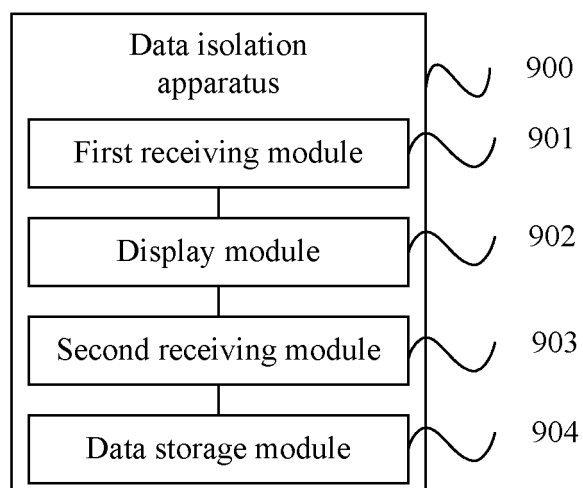 Data isolation
apparatus
900
First receiving module
901
Display module
902
Second receiving module
903
Data storage module
904